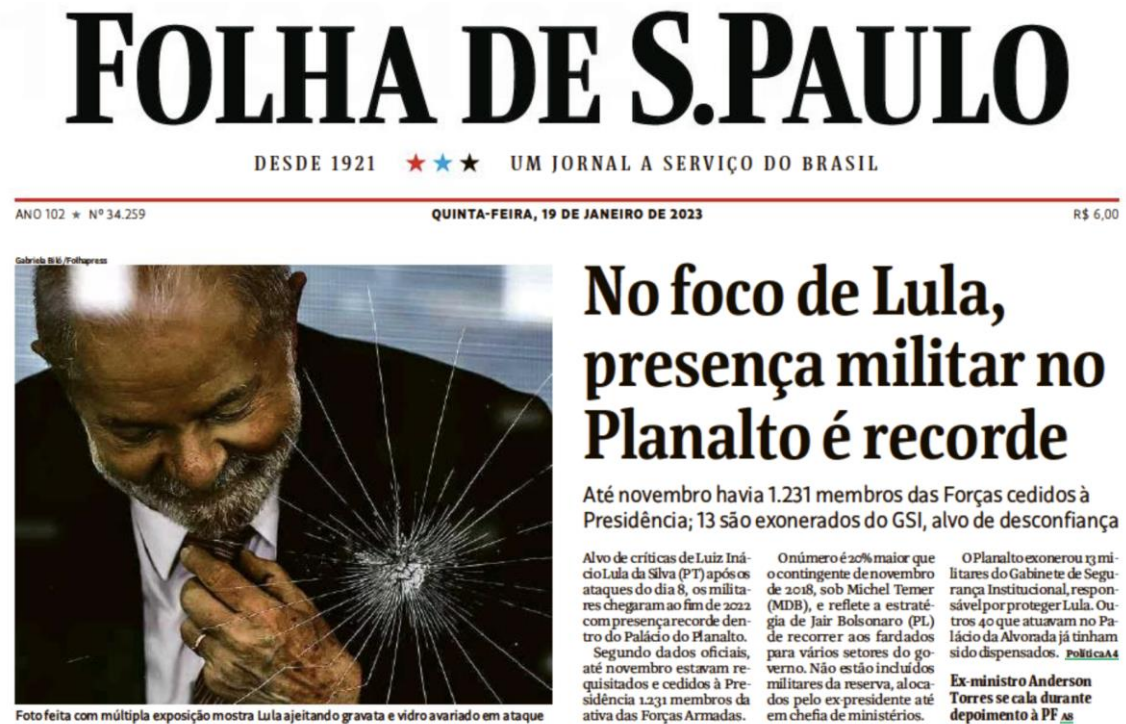 FOLHA DE S.PAULO
DESDE 1921 ★ ★ ★ UM JORNAL A SERVIÇO DO BRASIL
ANO 102 ★ Nº 34.259
QUINTA-FEIRA, 19 DE JANEIRO DE 2023
R$ 6,00
Gabriela Biló/Folhapress
Foto feita com múltipla exposição mostra Lula ajeitando gravata e vidro avariado em ataque
No foco de Lula,
presença militar no
Planalto é recorde
Até novembro havia 1.231 membros das Forças cedidos à
Presidência; 13 são exonerados do GSI, alvo de desconfiança
Alvo de críticas de Luiz Iná-
cio Lula da Silva (PT) após os
ataques do dia 8, os milita-
res chegaram ao fim de 2022
com presença recorde den-
tro do Palácio do Planalto.
Segundo dados oficiais,
até novembro estavam re-
quisitados e cedidos à Pre-
sidência 1.231 membros da
ativa das Forças Armadas.
O número é 20% maior que
o contingente de novembro
de 2018, sob Michel Temer
(MDB), e reflete a estraté-
gia de Jair Bolsonaro (PL)
de recorrer aos fardados
para vários setores do go-
verno. Não estão incluídos
militares da reserva, aloca-
dos pelo ex-presidente até
em chefia de ministérios.
O Planalto exonerou 13 mi-
litares do Gabinete de Segu-
rança Institucional, respon-
sável por proteger Lula. Ou-
tros 40 que atuavam no Pa-
lácio da Alvorada já tinham
sido dispensados. Política A4
Ex-ministro Anderson
Torres se cala durante
depoimento à PF A8